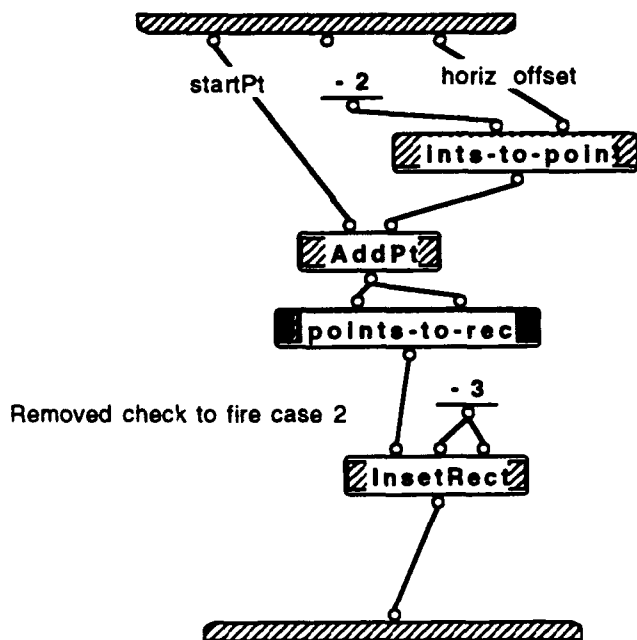 startPt
horiz offset
- 2
ints-to-poin
AddPt
points-to-rec
- 3
Removed check to fire case 2
InsetRect